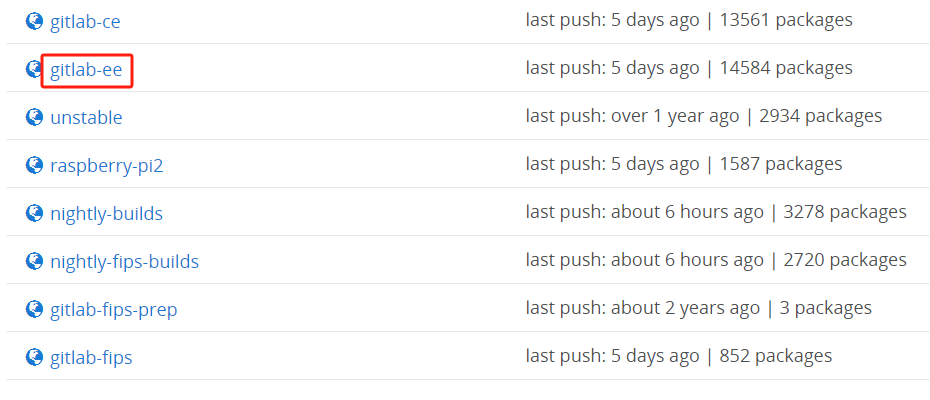 gitlab-ce last push: 5 days ago | 13561 packages
gitlab-ee last push: 5 days ago | 14584 packages
unstable last push: over 1 year ago | 2934 packages
raspberry-pi2 last push: 5 days ago | 1587 packages
nightly-builds last push: about 6 hours ago | 3278 packages
nightly-fips-builds last push: about 6 hours ago | 2720 packages
gitlab-fips-prep last push: about 2 years ago | 3 packages
gitlab-fips last push: 5 days ago | 852 packages